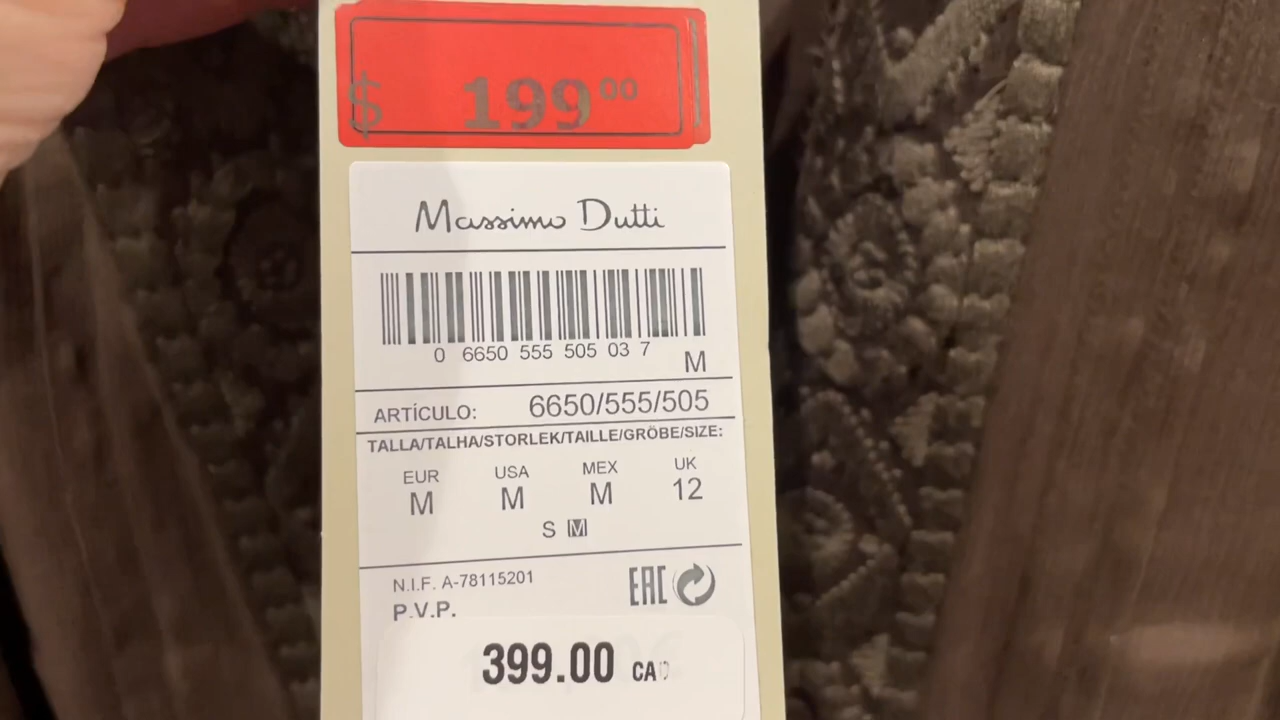 $ 199 00
Massimo Dutti
0 6650 555 505 03 7
M
ARTÍCULO: 6650/555/505
TALLA/TALHA/STORLEK/TAILLE/GRÖBE/SIZE:
EUR USA MEX UK
M M M 12
S M
N.I.F. A-78115201
EAC
P.V.P.
399.00 CAD